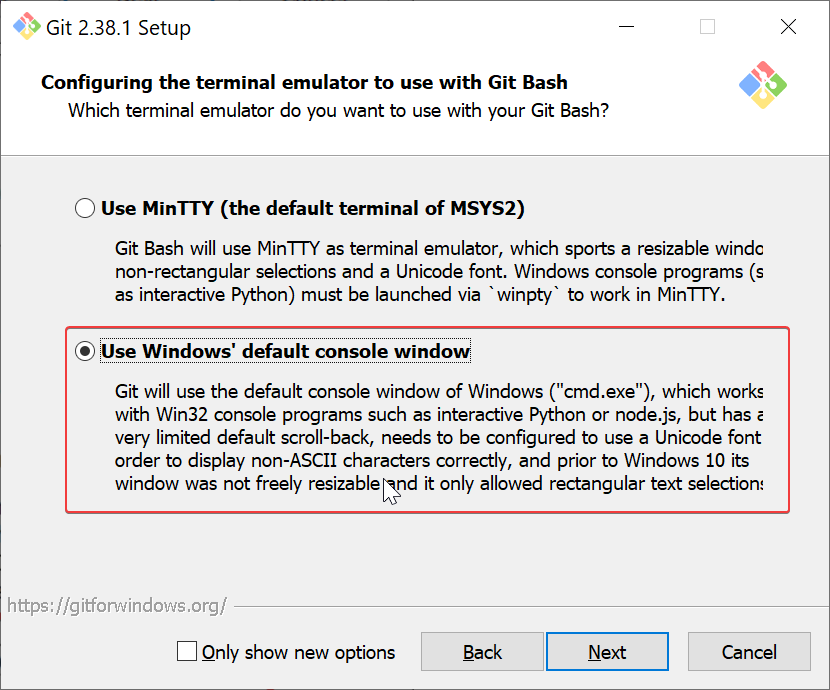 Git 2.38.1 Setup
Configuring the terminal emulator to use with Git Bash
Which terminal emulator do you want to use with your Git Bash?
Use MinTTY (the default terminal of MSYS2)
Git Bash will use MinTTY as terminal emulator, which sports a resizable windo
non-rectangular selections and a Unicode font. Windows console programs (s
as interactive Python) must be launched via `winpty` to work in MinTTY.
Use Windows' default console window
Git will use the default console window of Windows ("cmd.exe"), which works
with Win32 console programs such as interactive Python or node.js, but has a
very limited default scroll-back, needs to be configured to use a Unicode font
order to display non-ASCII characters correctly, and prior to Windows 10 its
window was not freely resizable and it only allowed rectangular text selections
https://gitforwindows.org/
Only show new options
Back
Next
Cancel